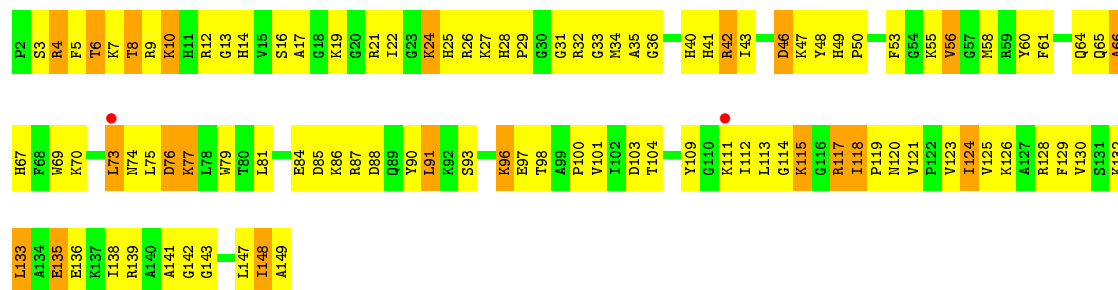 P2 S3 R4 F5 T6 K7 T8 R9 K10 H11 R12 G13 H14 V15 S16 A17 G18 K19 G20 R21 I22 G23 K24 H25 R26 K27 H28 P29 G30 G31 R32 G33 M34 A35 G36 H40 H41 R42 I43 D46 K47 Y48 H49 P50 F53 G54 K55 V56 G57 M58 R59 Y60 F61 Q64 Q65 A66
H67 F68 W69 K70 L73 N74 L75 D76 K77 L78 W79 T80 L81 E84 D85 K86 R87 D88 Q89 Y90 L91 K92 S93 K96 E97 T98 A99 P100 V101 I102 D103 T104 Y109 G110 K111 I112 L113 G114 K115 G116 R117 I118 P119 N120 V121 P122 V123 I124 V125 K126 A127 R128 F129 V130 S131 K132
L133 A134 E135 E136 K137 I138 R139 A140 A141 G142 G143 L147 I148 A149